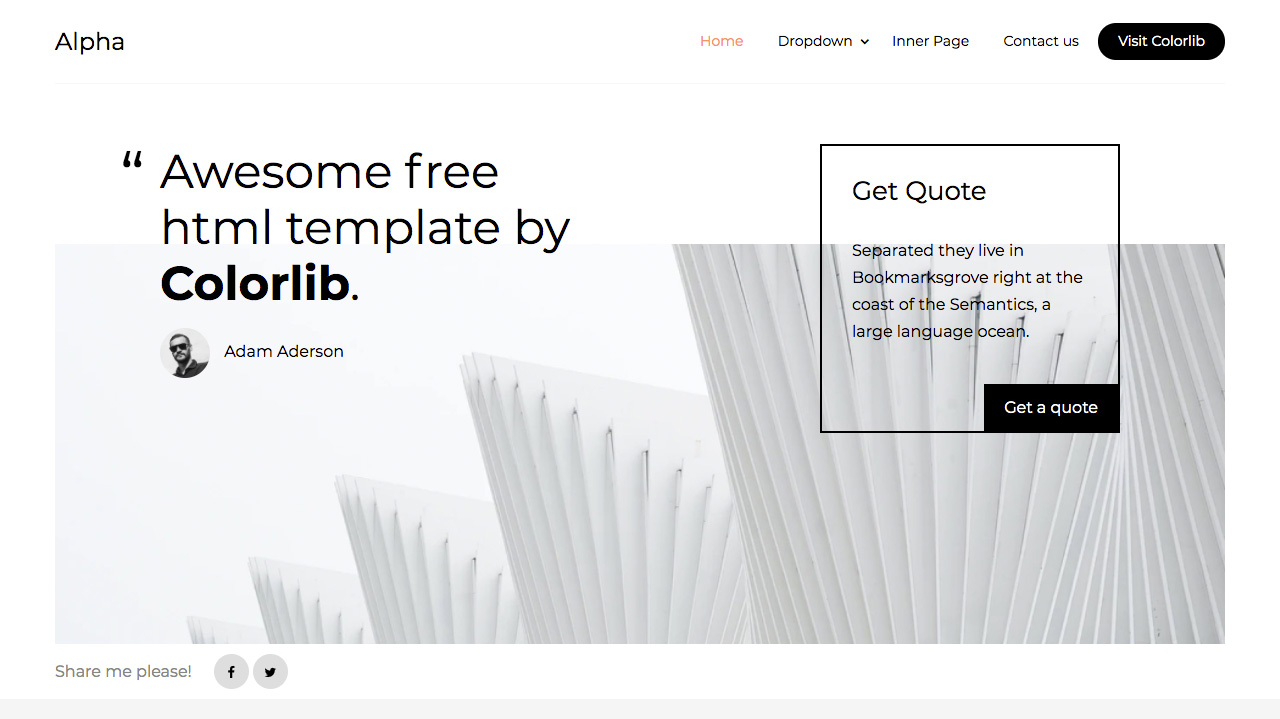 Alpha
Home
Dropdown
Inner Page
Contact us
Visit Colorlib
“ Awesome free
html template by
Colorlib.
Adam Aderson
Get Quote
Separated they live in
Bookmarksgrove right at the
coast of the Semantics, a
large language ocean.
Get a quote
Share me please!